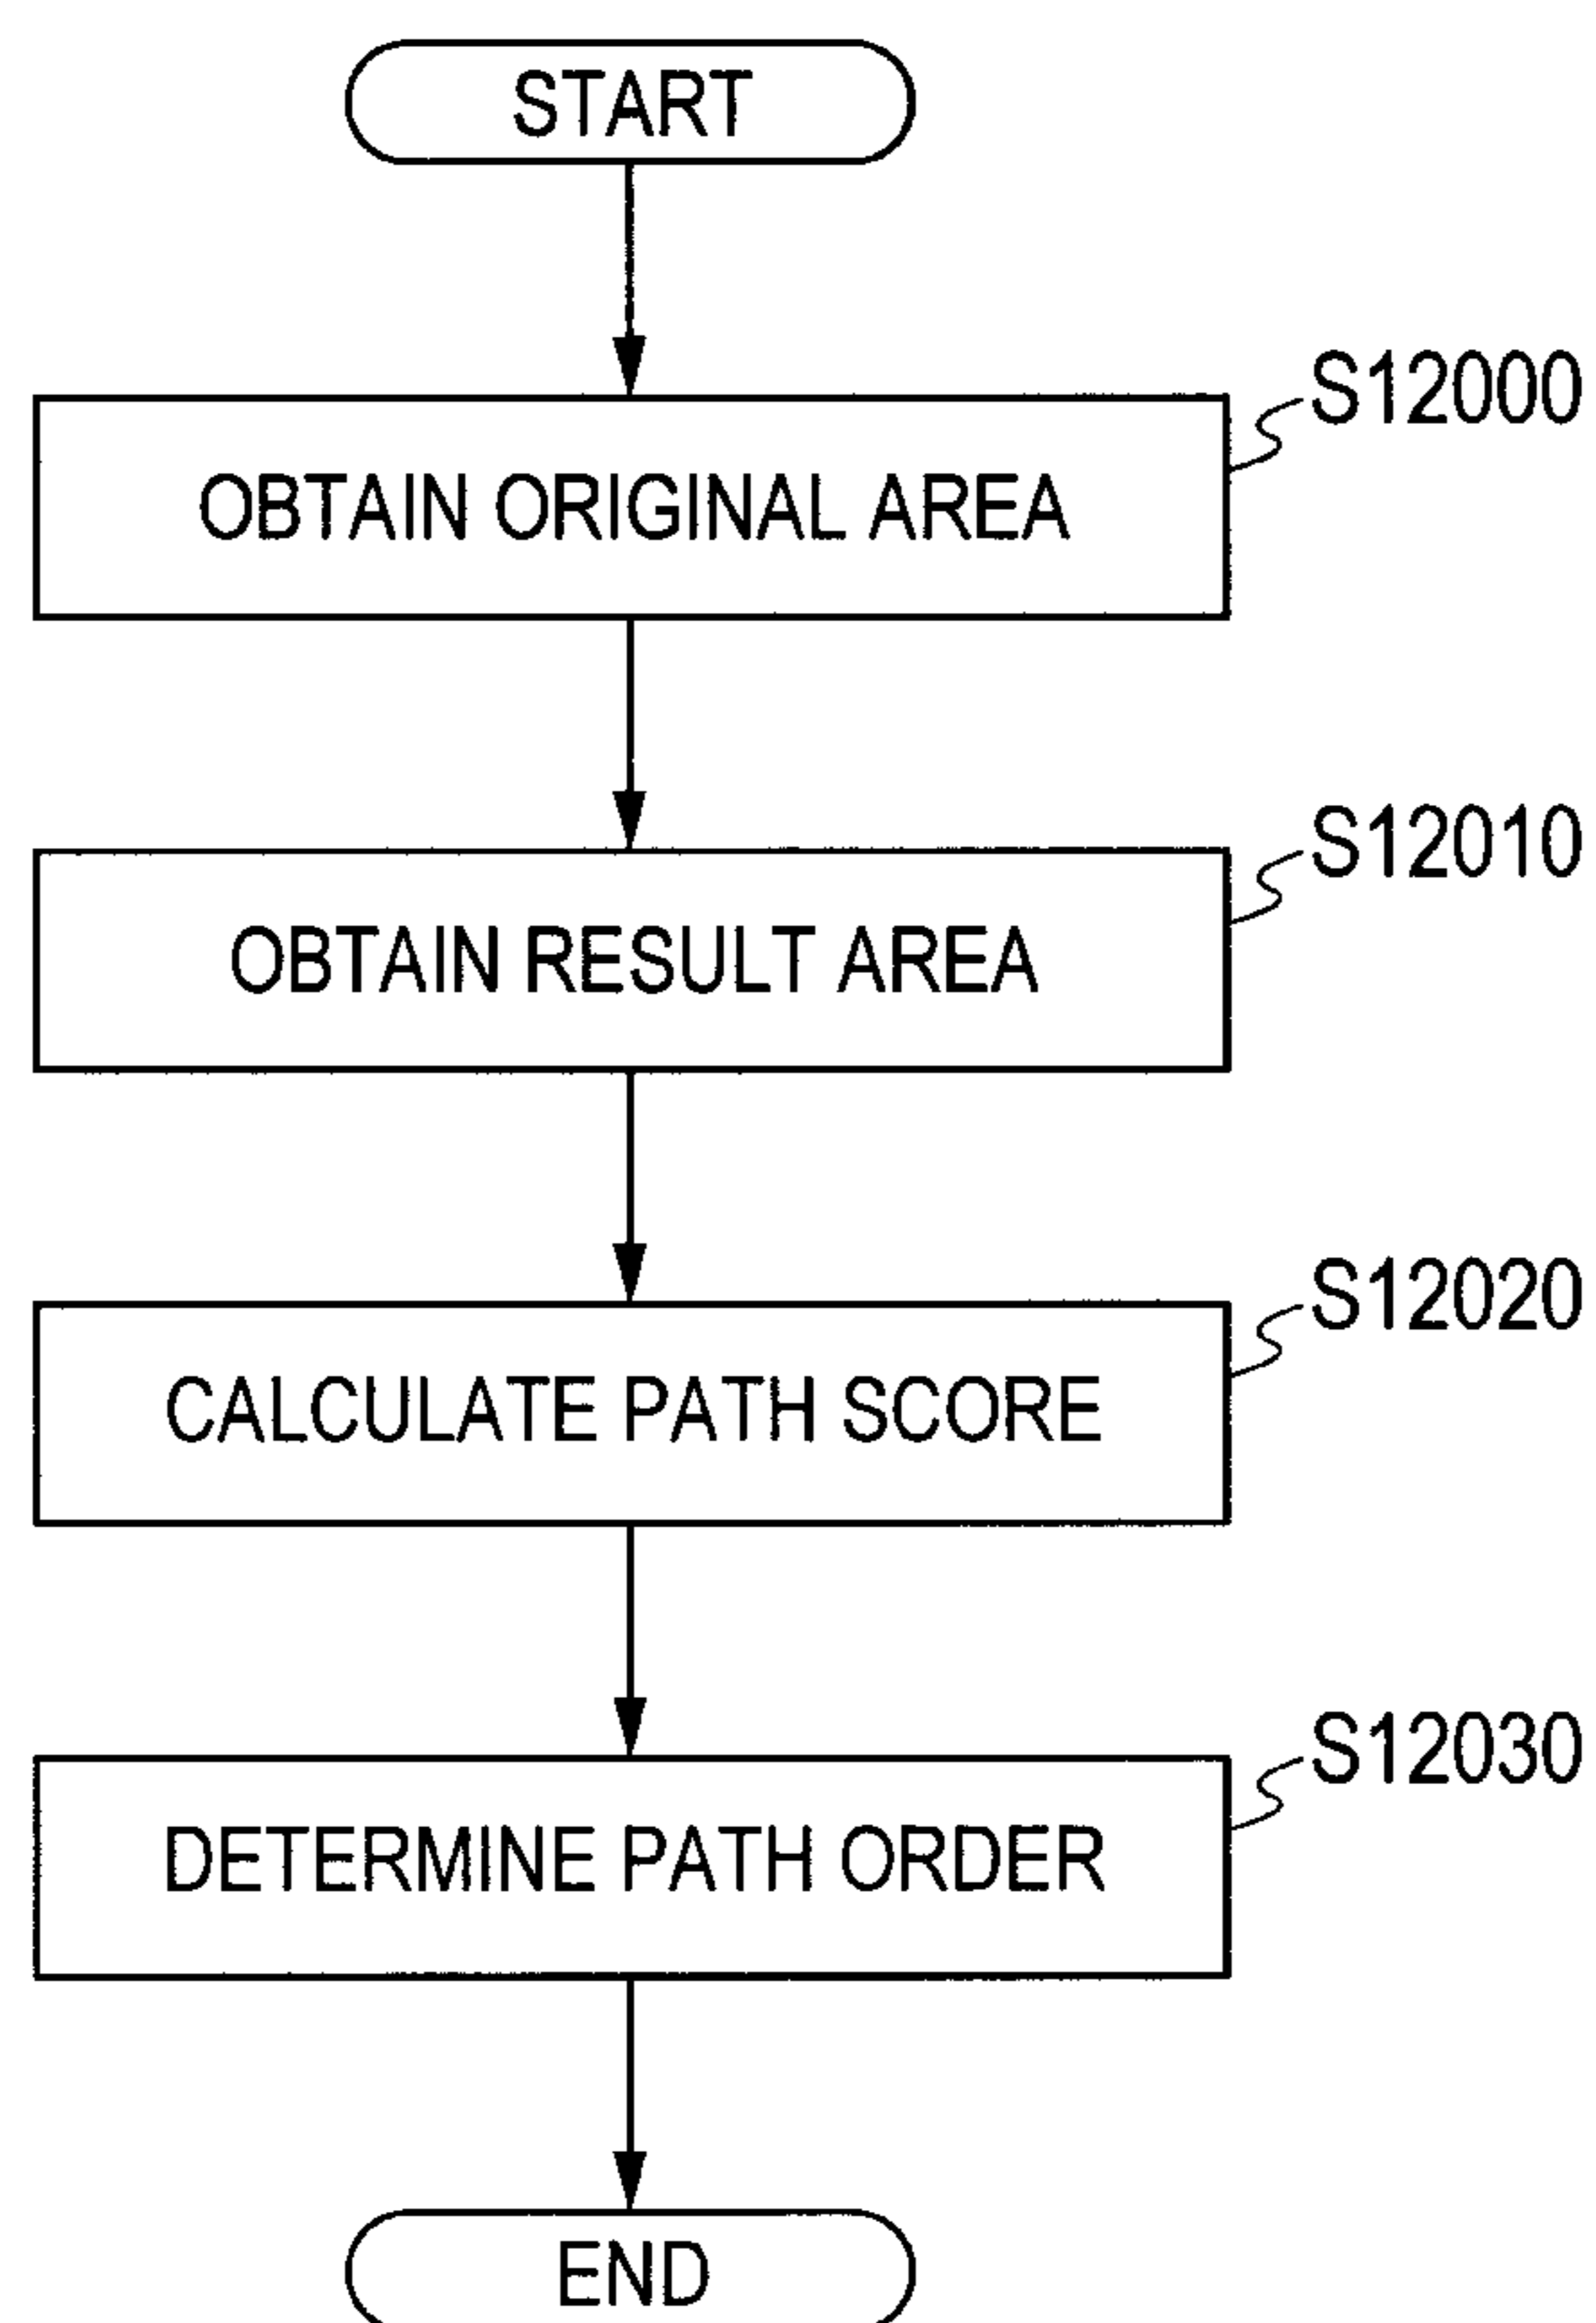 START
S12000
OBTAIN ORIGINAL AREA
S12010
OBTAIN RESULT AREA
S12020
CALCULATE PATH SCORE
S12030
DETERMINE PATH ORDER
END